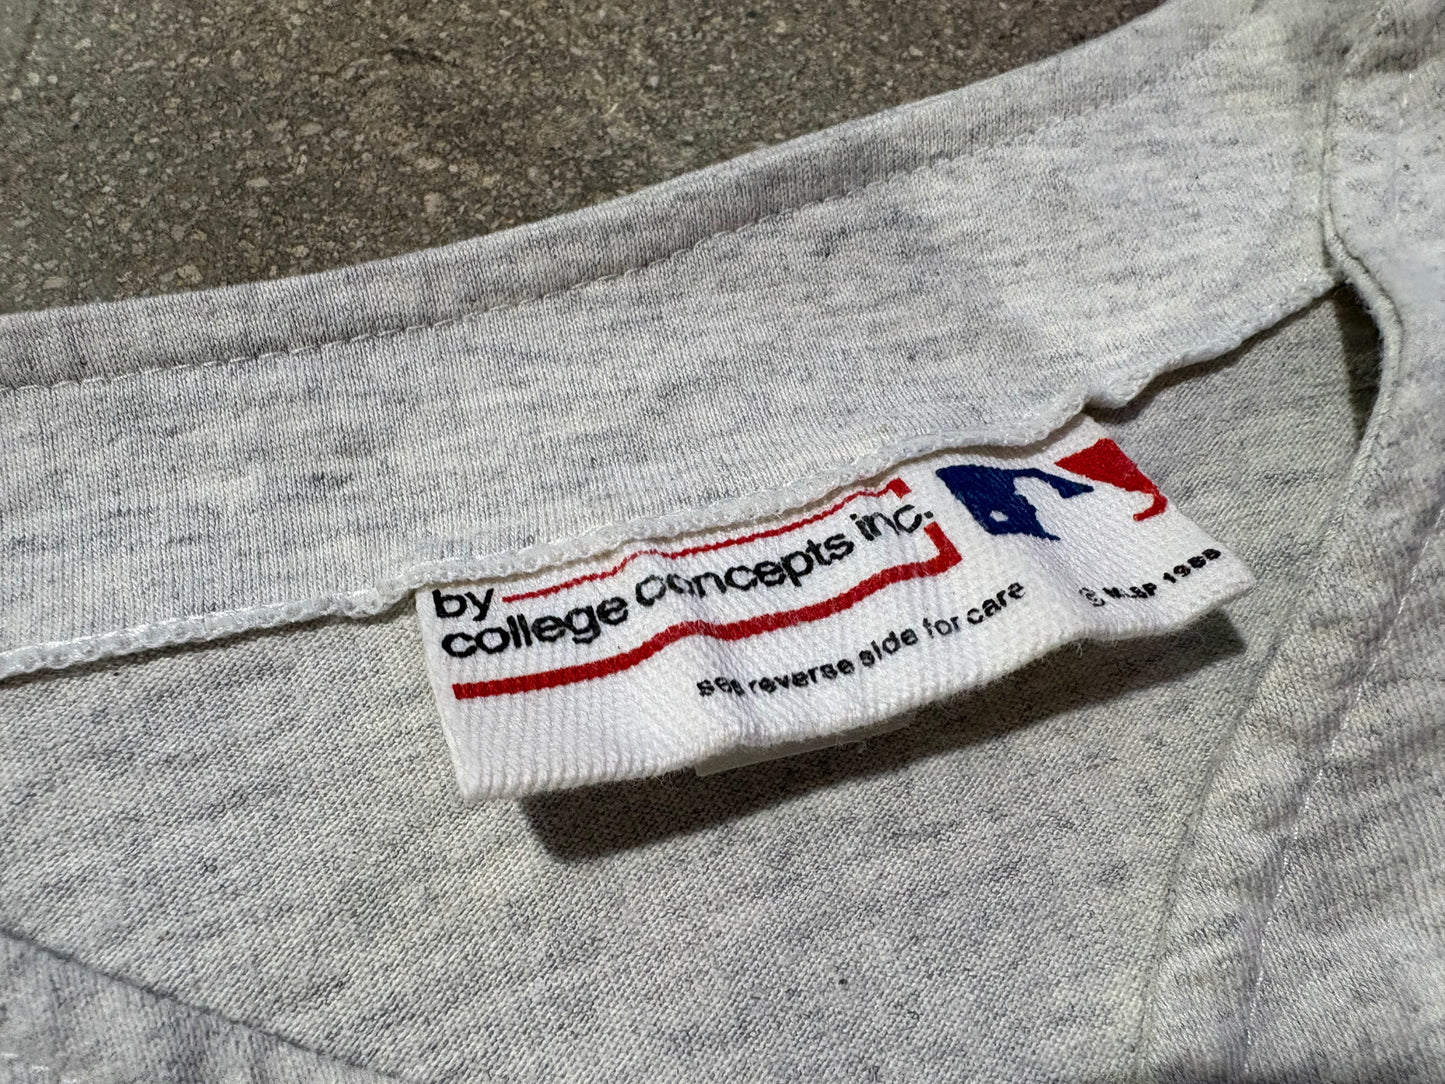 by
college concepts inc.
see reverse side for care
© MLBP 1988